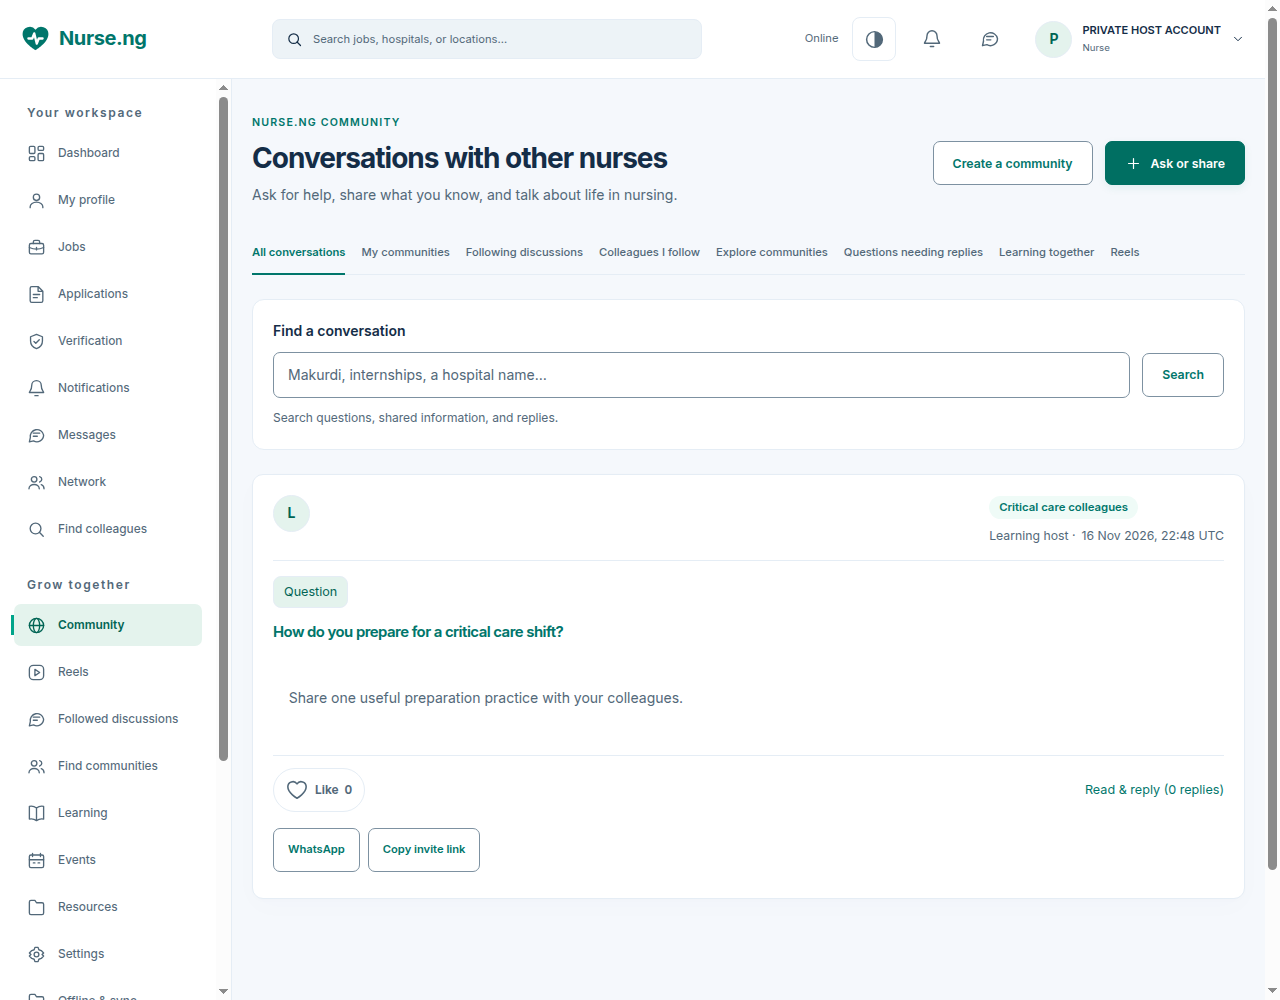 Nurse.ng
Search jobs, hospitals, or locations...
Online
P
PRIVATE HOST ACCOUNT
Nurse
Your workspace
Dashboard
My profile
Jobs
Applications
Verification
Notifications
Messages
Network
Find colleagues
Grow together
Community
Reels
Followed discussions
Find communities
Learning
Events
Resources
Settings
Offline & sync
NURSE.NG COMMUNITY
Conversations with other nurses
Ask for help, share what you know, and talk about life in nursing.
Create a community
Ask or share
All conversations My communities Following discussions Colleagues I follow Explore communities Questions needing replies Learning together Reels
Find a conversation
Makurdi, internships, a hospital name...
Search
Search questions, shared information, and replies.
L
Critical care colleagues
Learning host · 16 Nov 2026, 22:48 UTC
Question
How do you prepare for a critical care shift?
Share one useful preparation practice with your colleagues.
Like 0
Read & reply (0 replies)
WhatsApp
Copy invite link